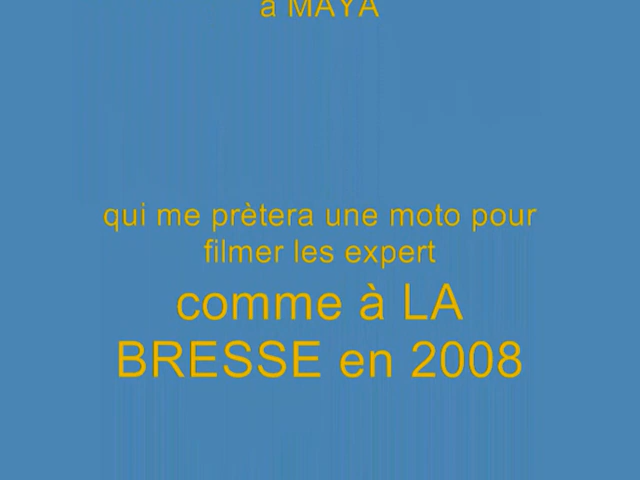 à MAYA
qui me prètera une moto pour
filmer les expert
comme à LA
BRESSE en 2008